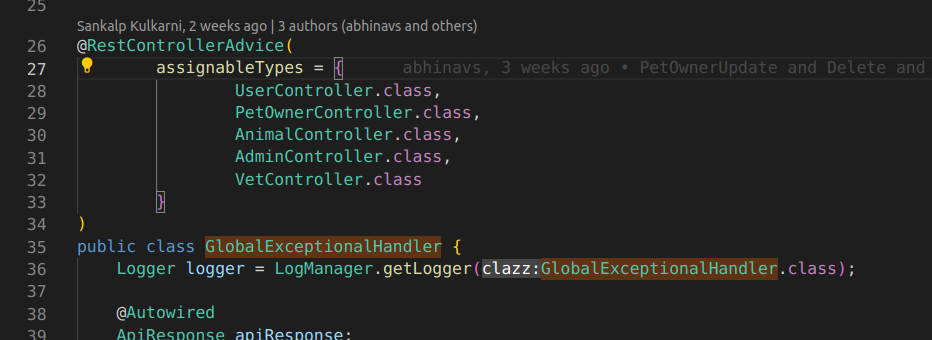 25
Sankalp Kulkarni, 2 weeks ago | 3 authors (abhinavs and others)
26 @RestControllerAdvice(
27 assignableTypes = { abhinavs, 3 weeks ago • PetOwnerUpdate and Delete and
28 UserController.class,
29 PetOwnerController.class,
30 AnimalController.class,
31 AdminController.class,
32 VetController.class
33 }
34 )
35 public class GlobalExceptionalHandler {
36 Logger logger = LogManager.getLogger(clazz:GlobalExceptionalHandler.class);
37
38 @Autowired
39 ApiResponse apiResponse;